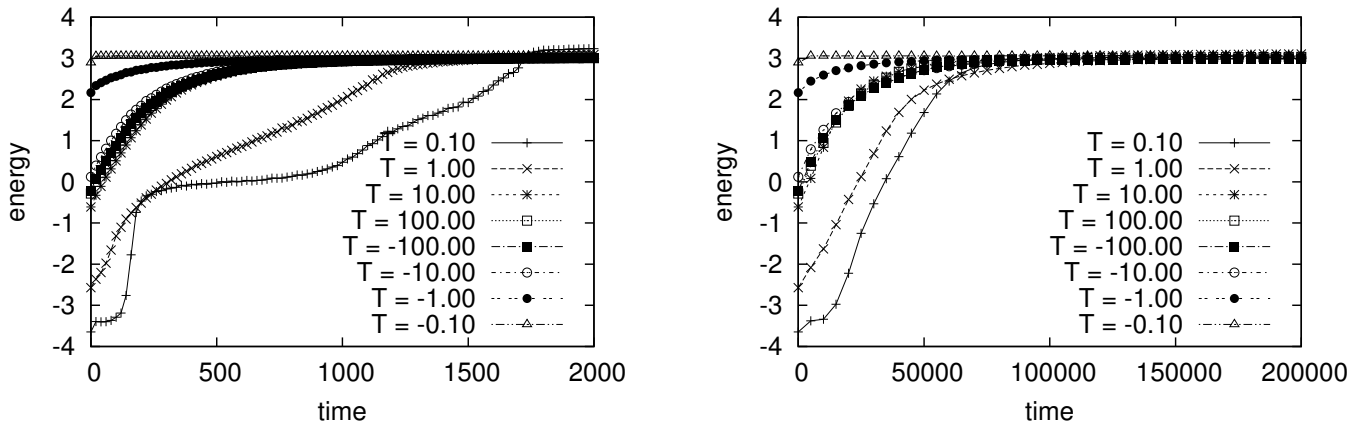 4
3
2
1
0
-1
-2
-3
-4
energy
0 500 1000 1500 2000
time
T = 0.10
T = 1.00
T = 10.00
T = 100.00
T = -100.00
T = -10.00
T = -1.00
T = -0.10
4
3
2
1
0
-1
-2
-3
-4
energy
0 50000 100000 150000 200000
time
T = 0.10
T = 1.00
T = 10.00
T = 100.00
T = -100.00
T = -10.00
T = -1.00
T = -0.10